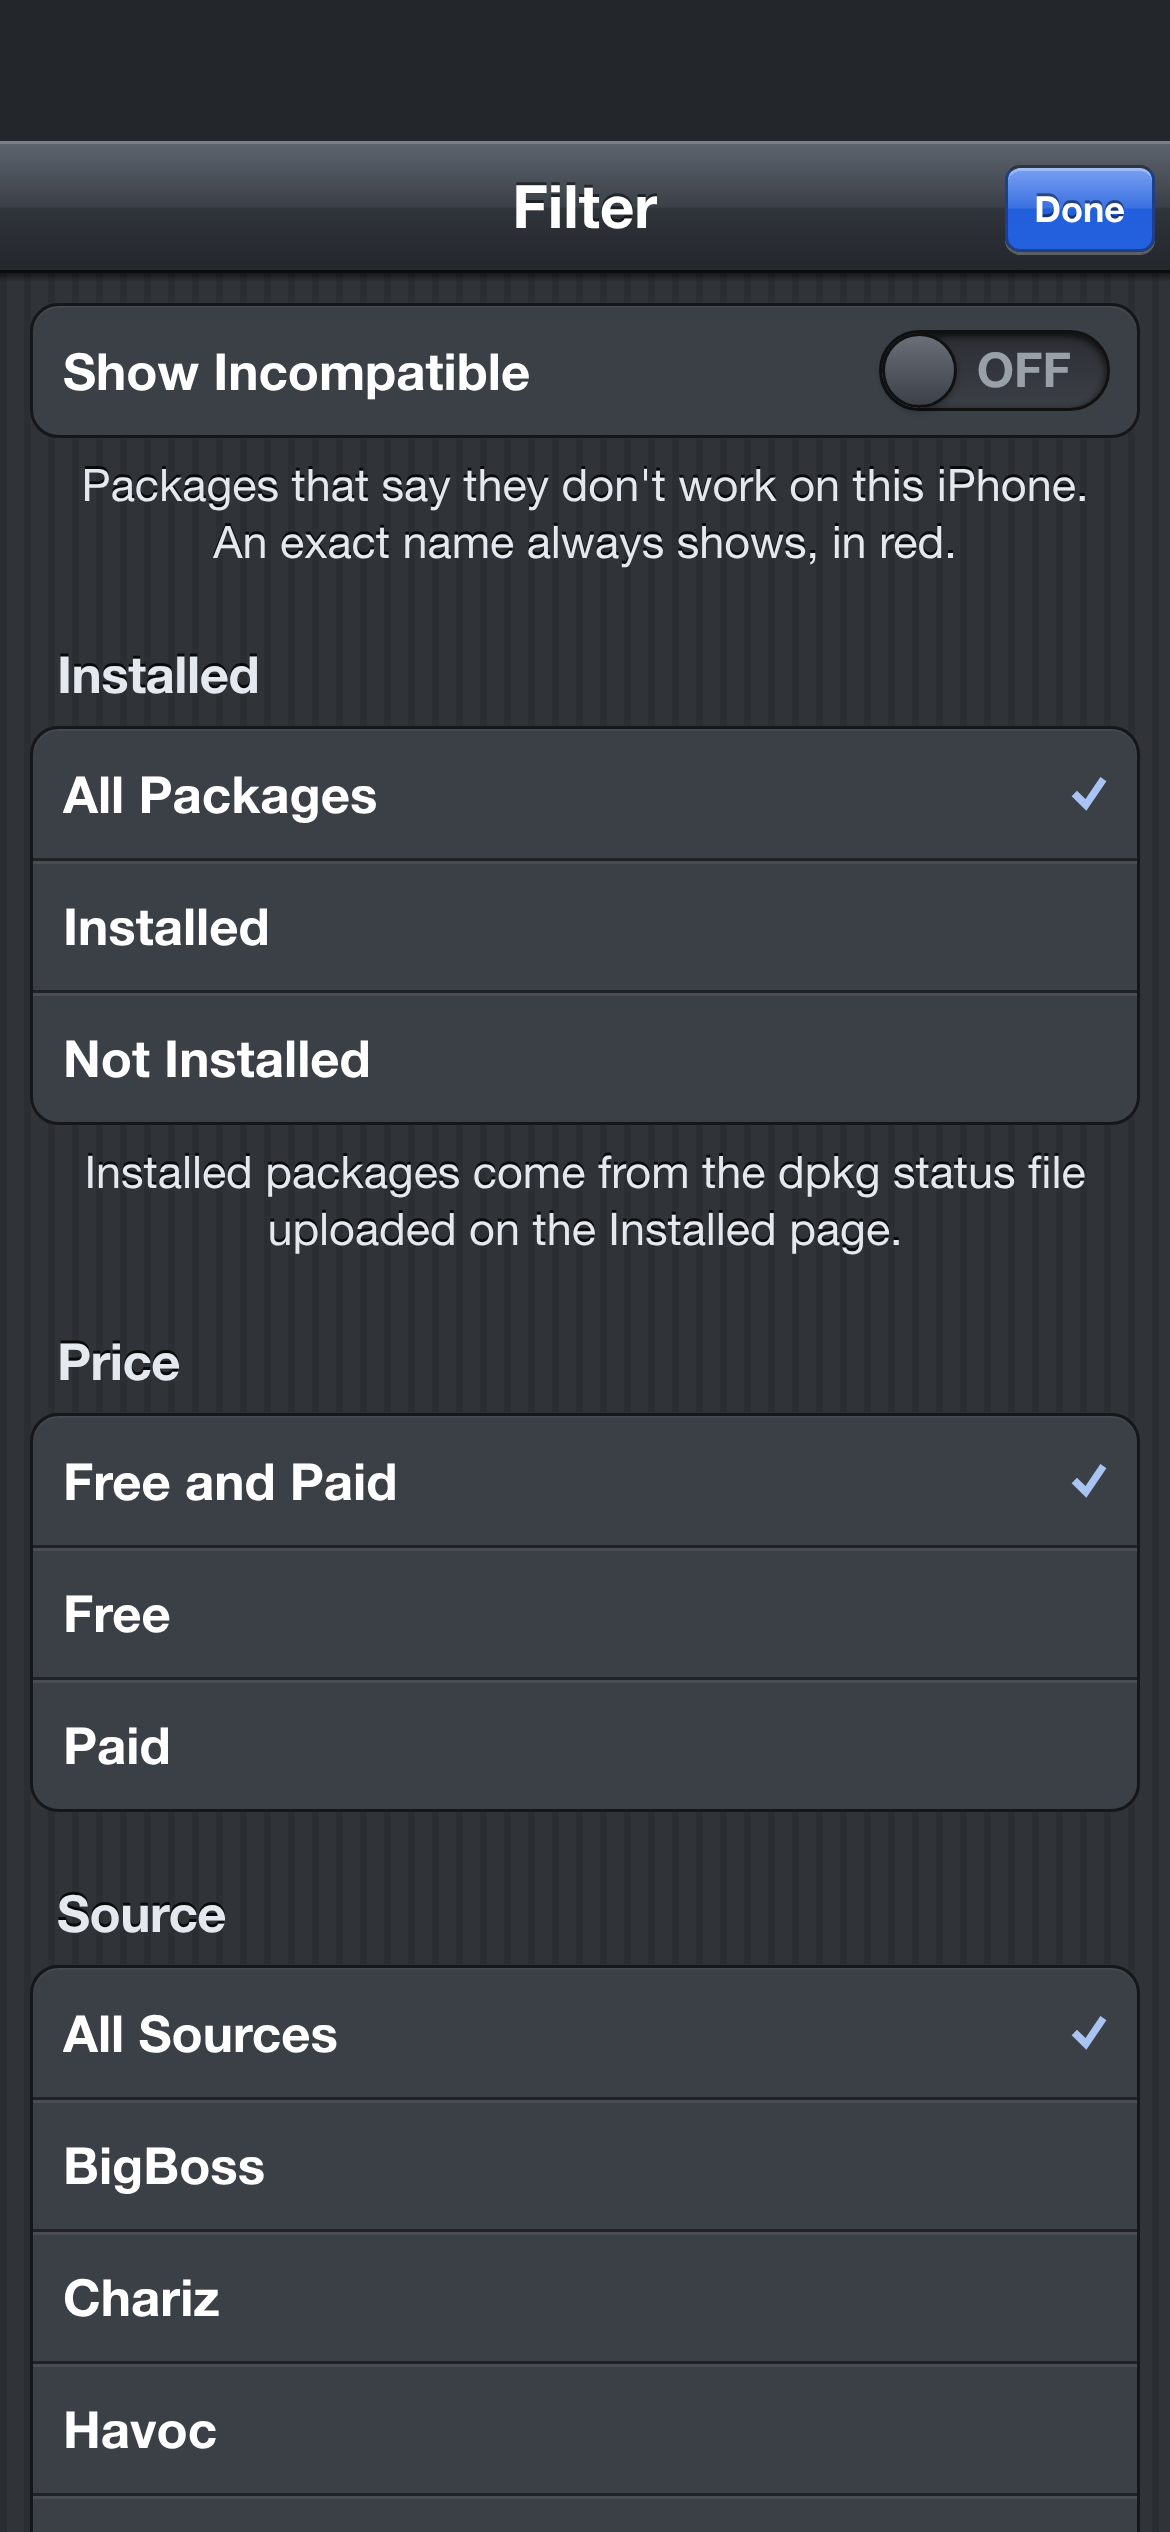 Filter
Done
Show Incompatible
OFF
Packages that say they don't work on this iPhone.
An exact name always shows, in red.
Installed
All Packages
Installed
Not Installed
Installed packages come from the dpkg status file
uploaded on the Installed page.
Price
Free and Paid
Free
Paid
Source
All Sources
BigBoss
Chariz
Havoc